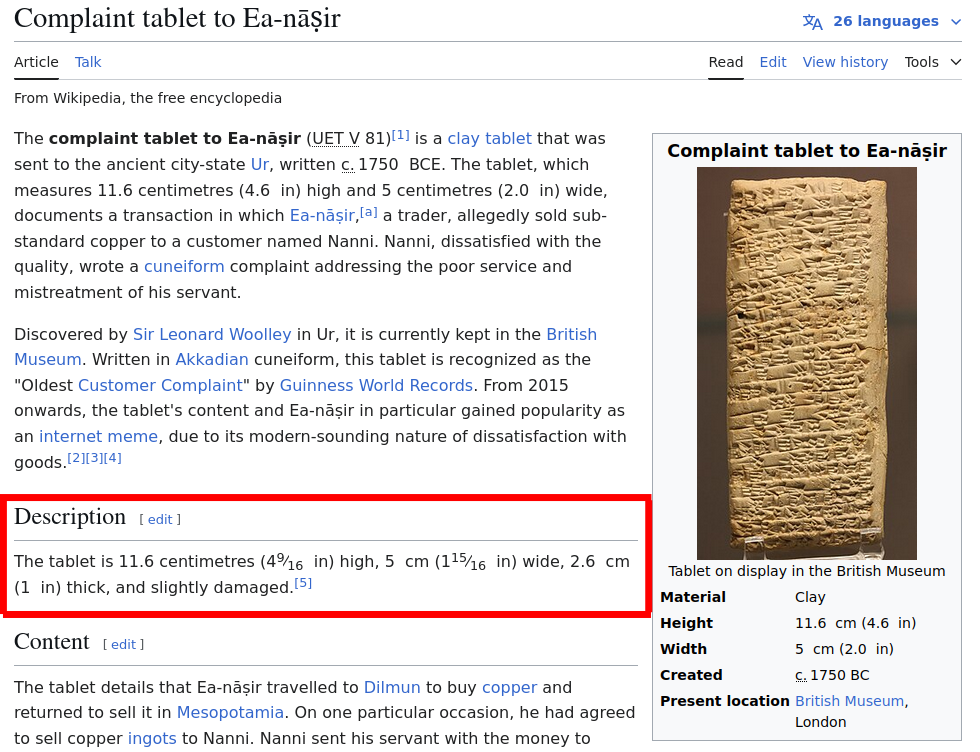 Complaint tablet to Ea-nāṣir
26 languages
Article Talk Read Edit View history Tools
From Wikipedia, the free encyclopedia
The complaint tablet to Ea-nāṣir (UET V 81)[1] is a clay tablet that was
sent to the ancient city-state Ur, written c. 1750 BCE. The tablet, which
measures 11.6 centimetres (4.6 in) high and 5 centimetres (2.0 in) wide,
documents a transaction in which Ea-nāṣir,[a] a trader, allegedly sold sub-
standard copper to a customer named Nanni. Nanni, dissatisfied with the
quality, wrote a cuneiform complaint addressing the poor service and
mistreatment of his servant.
Discovered by Sir Leonard Woolley in Ur, it is currently kept in the British
Museum. Written in Akkadian cuneiform, this tablet is recognized as the
"Oldest Customer Complaint" by Guinness World Records. From 2015
onwards, the tablet's content and Ea-nāṣir in particular gained popularity as
an internet meme, due to its modern-sounding nature of dissatisfaction with
goods.[2][3][4]
Description [ edit ]
The tablet is 11.6 centimetres (4 9⁄16 in) high, 5 cm (1 15⁄16 in) wide, 2.6 cm
(1 in) thick, and slightly damaged.[5]
Content [ edit ]
The tablet details that Ea-nāṣir travelled to Dilmun to buy copper and
returned to sell it in Mesopotamia. On one particular occasion, he had agreed
to sell copper ingots to Nanni. Nanni sent his servant with the money to
Complaint tablet to Ea-nāṣir
Tablet on display in the British Museum
Material Clay
Height 11.6 cm (4.6 in)
Width 5 cm (2.0 in)
Created c. 1750 BC
Present location British Museum,
London